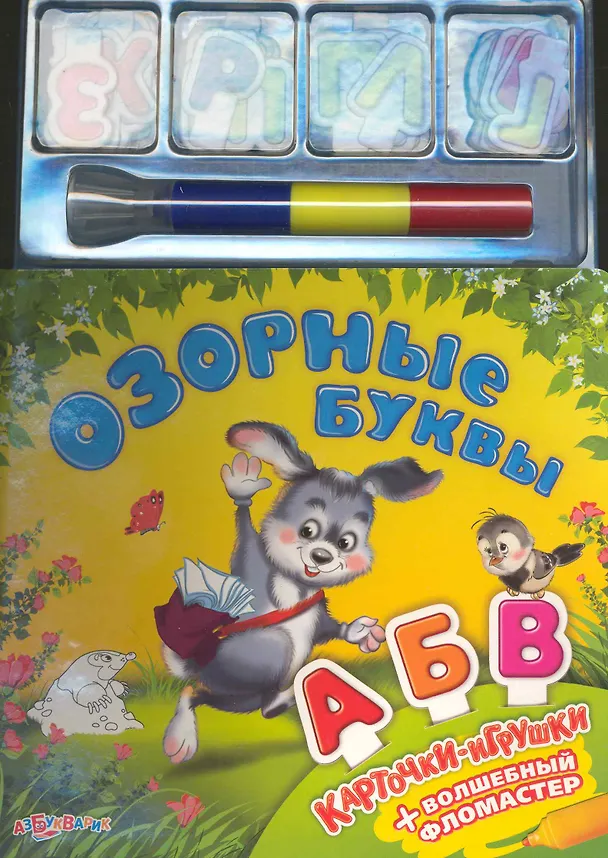 З К Р Г И Л
ОЗОРНЫЕ
БУКВЫ
А Б В
КАРТОЧКИ-ИГРУШКИ
+ ВОЛШЕБНЫЙ
ФЛОМАСТЕР
АЗБУКВАРИК